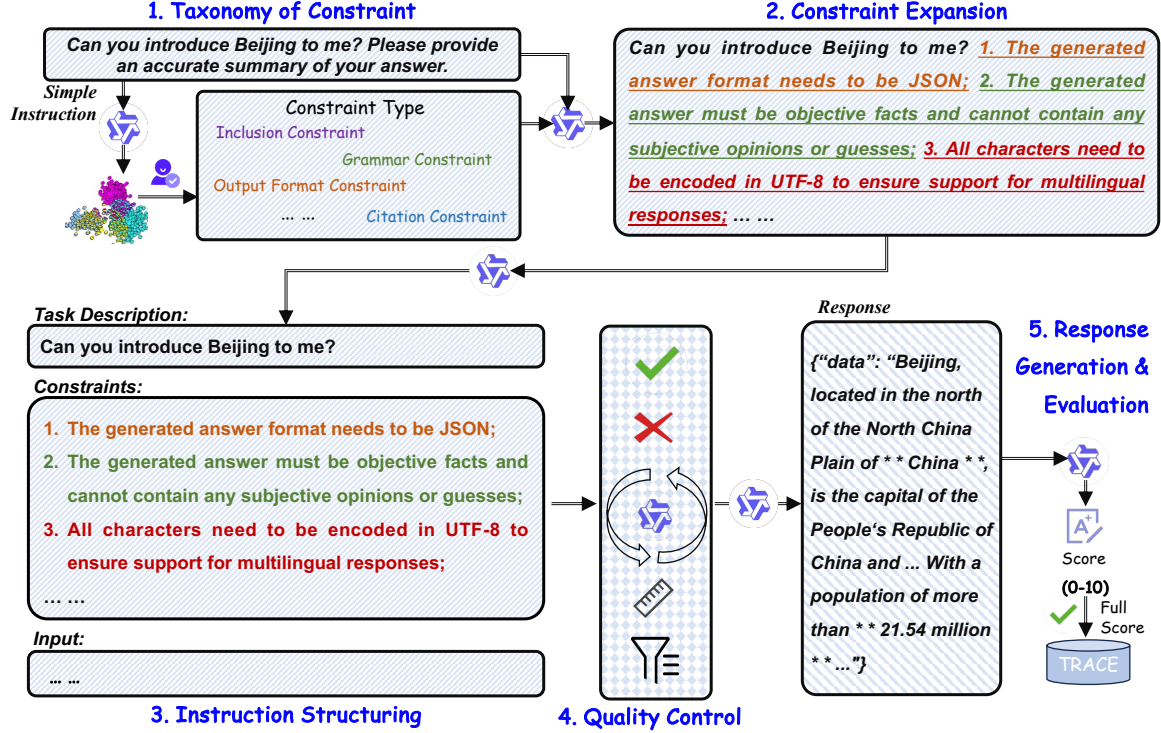 1. Taxonomy of Constraint
Can you introduce Beijing to me? Please provide
an accurate summary of your answer.
Simple
Instruction
Constraint Type
Inclusion Constraint
Grammar Constraint
Output Format Constraint
... ...
Citation Constraint
2. Constraint Expansion
Can you introduce Beijing to me? 1. The generated
answer format needs to be JSON; 2. The generated
answer must be objective facts and cannot contain any
subjective opinions or guesses; 3. All characters need to
be encoded in UTF-8 to ensure support for multilingual
responses; ... ...
Task Description:
Can you introduce Beijing to me?
Constraints:
1. The generated answer format needs to be JSON;
2. The generated answer must be objective facts and
cannot contain any subjective opinions or guesses;
3. All characters need to be encoded in UTF-8 to
ensure support for multilingual responses;
... ...
Input:
... ...
3. Instruction Structuring
4. Quality Control
Response
{“data”: “Beijing,
located in the north
of the North China
Plain of * * China * *,
is the capital of the
People‘s Republic of
China and ... With a
population of more
than * * 21.54 million
* * ..."}
5. Response
Generation &
Evaluation
A+
Score
(0-10)
Full
Score
TRACE